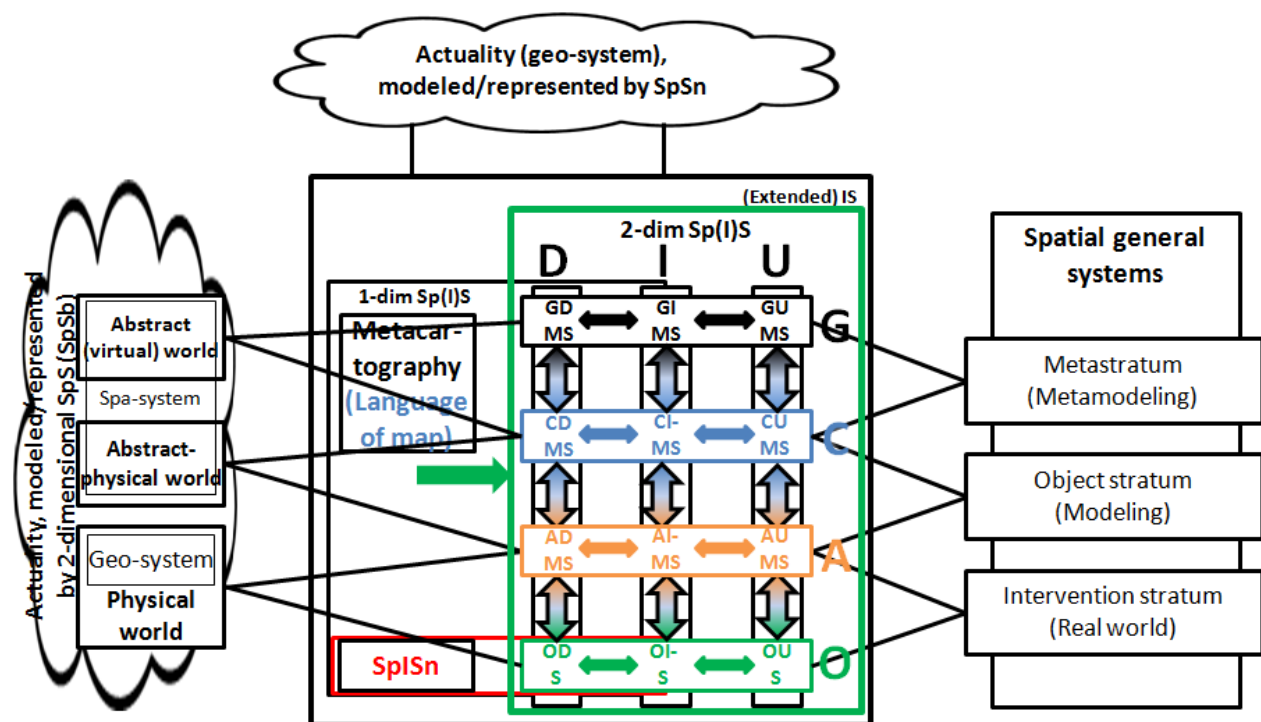 Actuality (geo-system),
modeled/represented by SpSn
(Extended) IS
2-dim Sp(I)S
D I U
1-dim Sp(I)S
Metacar-
tography
(Language
of map)
SpISn
GD
MS
GI
MS
GU
MS
G
CD
MS
CI-
MS
CU
MS
C
AD
MS
AI-
MS
AU
MS
A
OD
S
OI-
S
OU
S
O
Actuality, modeled/represented
by 2-dimensional SpS (SpSb)
Abstract
(virtual) world
Spa-system
Abstract-
physical world
Geo-system
Physical
world
Spatial general
systems
Metastratum
(Metamodeling)
Object stratum
(Modeling)
Intervention stratum
(Real world)